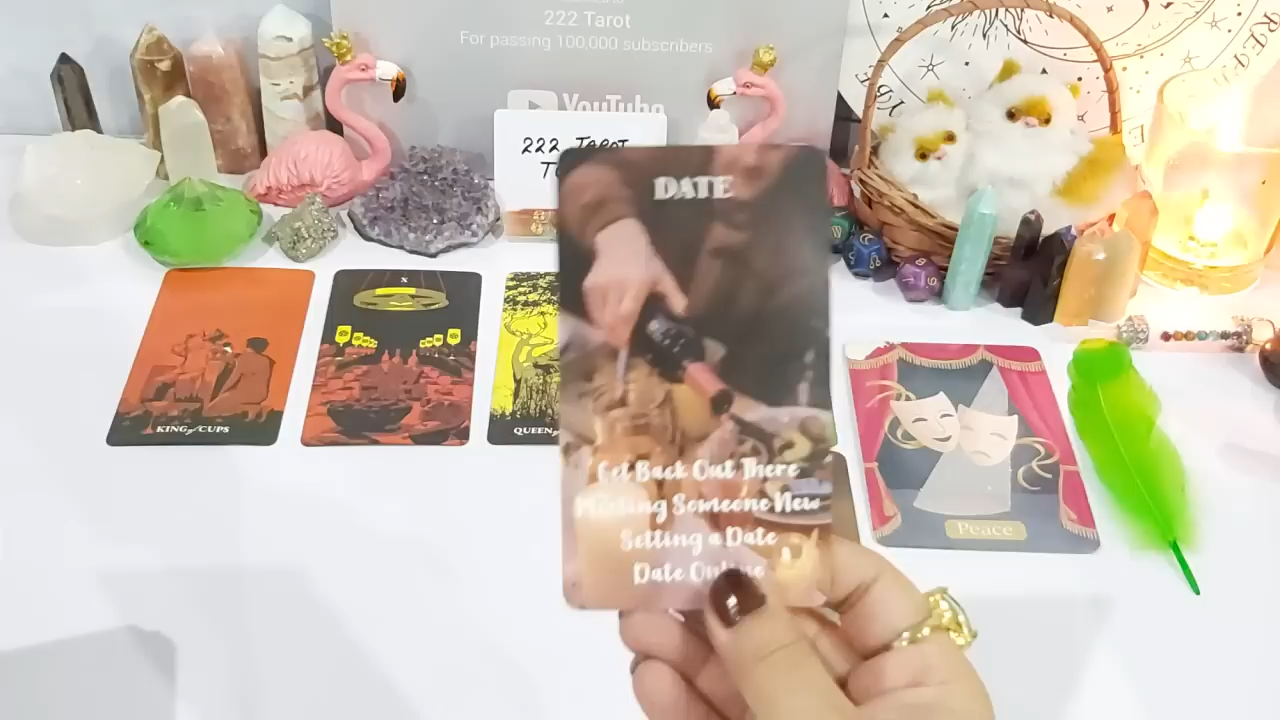 222 Tarot
For passing 100,000 subscribers
YouTube
222 TAROT
DATE
Get Back Out There
Meeting Someone New
Setting a Date
Date Online
X
KING of CUPS
QUEEN
Peace